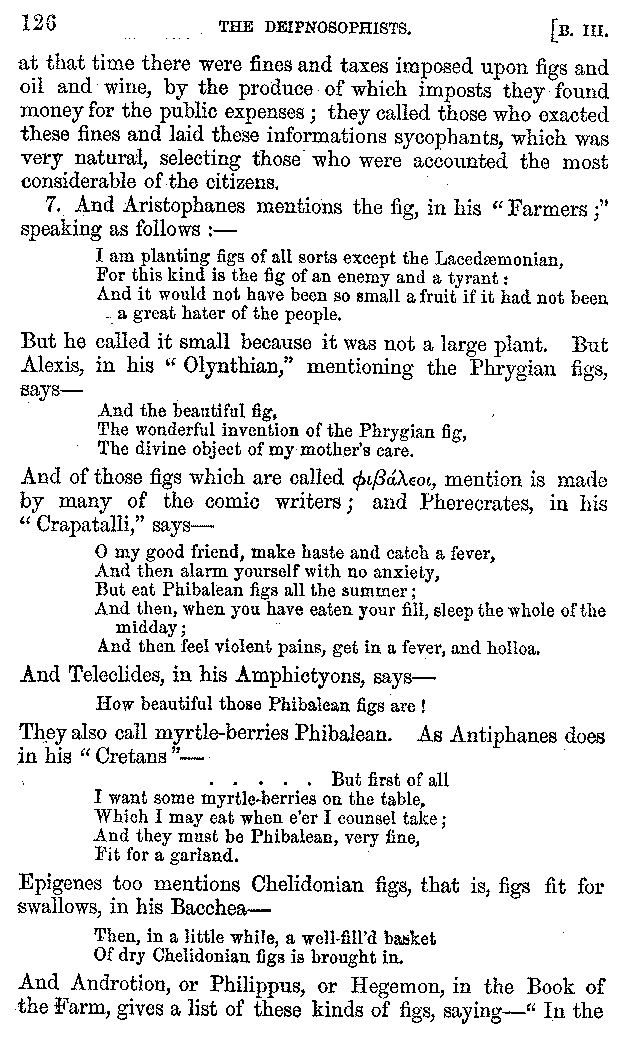 126 THE DEIPNOSOPHISTS. [B. III.
at that time there were fines and taxes imposed upon figs and
oil and wine, by the produce of which imposts they found
money for the public expenses; they called those who exacted
these fines and laid these informations sycophants, which was
very natural, selecting those who were accounted the most
considerable of the citizens.
7. And Aristophanes mentions the fig, in his “Farmers;”
speaking as follows :—
I am planting figs of all sorts except the Lacedæmonian,
For this kind is the fig of an enemy and a tyrant:
And it would not have been so small a fruit if it had not been
a great hater of the people.
But he called it small because it was not a large plant. But
Alexis, in his “Olynthian,” mentioning the Phrygian figs,
says—
And the beautiful fig,
The wonderful invention of the Phrygian fig,
The divine object of my mother's care.
And of those figs which are called φιβάλεοι, mention is made
by many of the comic writers; and Pherecrates, in his
“Crapatalli,” says—
O my good friend, make haste and catch a fever,
And then alarm yourself with no anxiety,
But eat Phibalean figs all the summer;
And then, when you have eaten your fill, sleep the whole of the
midday;
And then feel violent pains, get in a fever, and holloa.
And Teleclides, in his Amphictyons, says—
How beautiful those Phibalean figs are!
They also call myrtle-berries Phibalean. As Antiphanes does
in his “Cretans”—
. . . . . . But first of all
I want some myrtle-berries on the table,
Which I may eat when e'er I counsel take;
And they must be Phibalean, very fine,
Fit for a garland.
Epigenes too mentions Chelidonian figs, that is, figs fit for
swallows, in his Bacchea—
Then, in a little while, a well-fill'd basket
Of dry Chelidonian figs is brought in.
And Androtion, or Philippus, or Hegemon, in the Book of
the Farm, gives a list of these kinds of figs, saying—“In the